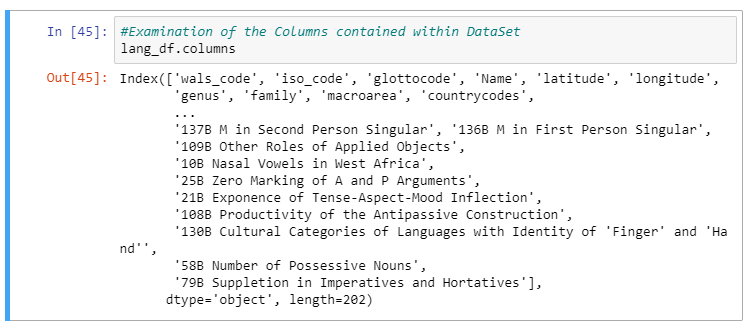 In [45]: #Examination of the Columns contained within DataSet
lang_df.columns
Out[45]: Index(['wals_code', 'iso_code', 'glottocode', 'Name', 'latitude', 'longitude',
'genus', 'family', 'macroarea', 'countrycodes',
...
'137B M in Second Person Singular', '136B M in First Person Singular',
'109B Other Roles of Applied Objects',
'10B Nasal Vowels in West Africa',
'25B Zero Marking of A and P Arguments',
'21B Exponence of Tense-Aspect-Mood Inflection',
'108B Productivity of the Antipassive Construction',
'130B Cultural Categories of Languages with Identity of 'Finger' and 'Ha
nd'',
'58B Number of Possessive Nouns',
'79B Suppletion in Imperatives and Hortatives'],
dtype='object', length=202)